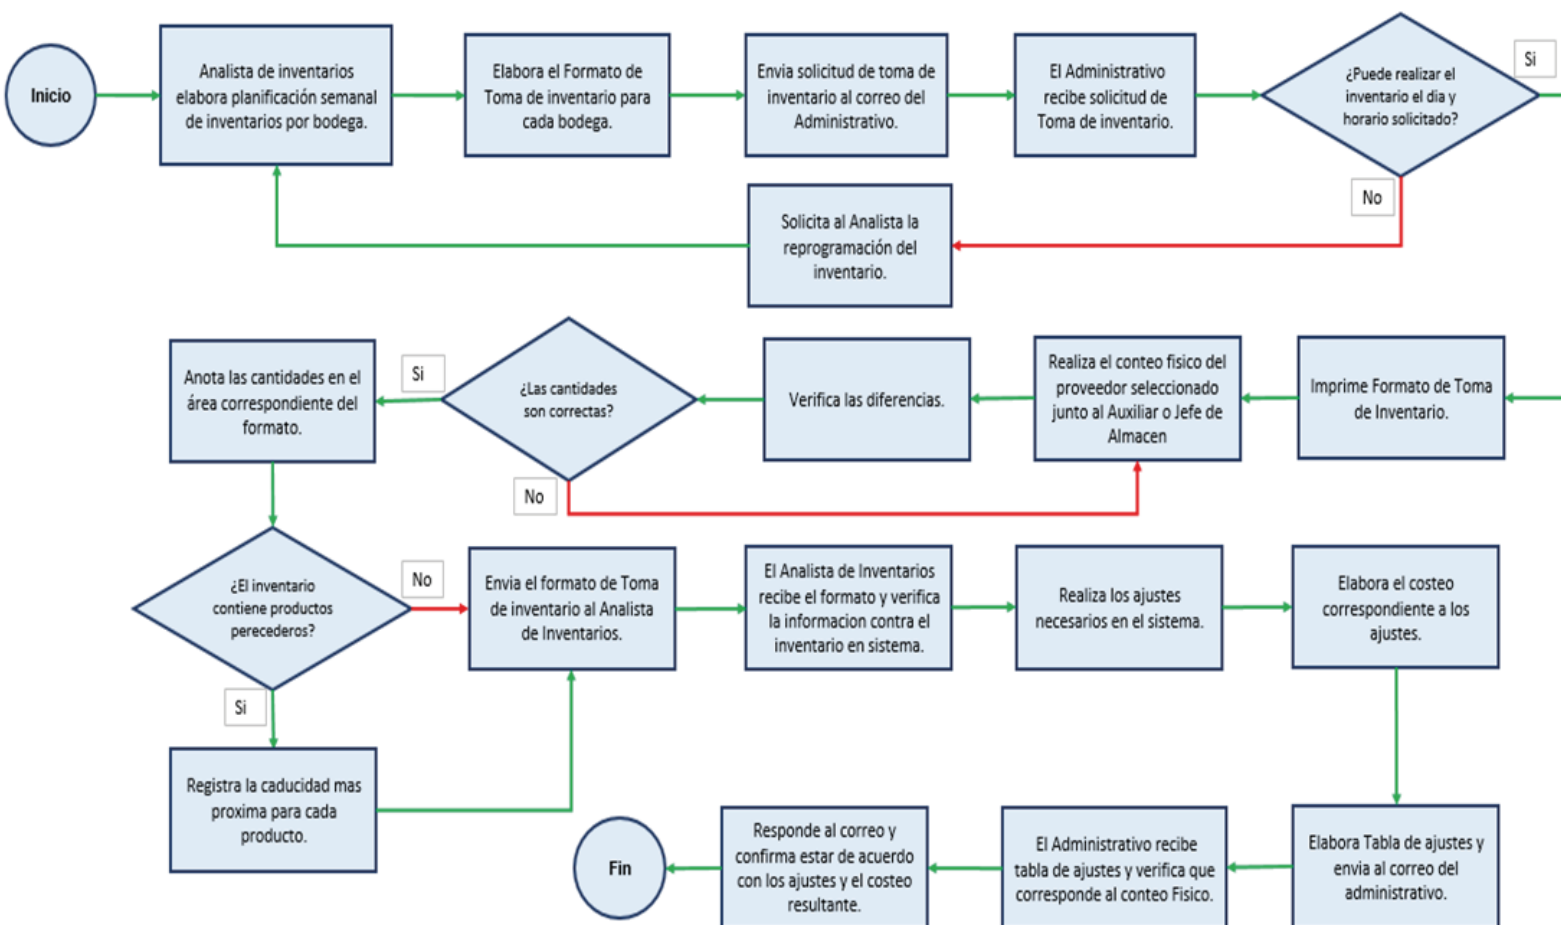 Inicio
Analista de inventarios
elabora planificación semanal
de inventarios por bodega.
Elabora el Formato de
Toma de inventario para
cada bodega.
Envia solicitud de toma de
inventario al correo del
Administrativo.
El Administrativo
recibe solicitud de
Toma de inventario.
¿Puede realizar el
inventario el dia y
horario solicitado?
Si
No
Solicita al Analista la
reprogramación del
inventario.
Imprime Formato de Toma
de Inventario.
Realiza el conteo fisico del
proveedor seleccionado
junto al Auxiliar o Jefe de
Almacen
Verifica las diferencias.
¿Las cantidades
son correctas?
Si
No
Anota las cantidades en el
área correspondiente del
formato.
¿El inventario
contiene productos
perecederos?
No
Si
Registra la caducidad mas
proxima para cada
producto.
Envia el formato de Toma
de inventario al Analista
de Inventarios.
El Analista de Inventarios
recibe el formato y verifica
la informacion contra el
inventario en sistema.
Realiza los ajustes
necesarios en el sistema.
Elabora el costeo
correspondiente a los
ajustes.
Elabora Tabla de ajustes y
envia al correo del
administrativo.
El Administrativo recibe
tabla de ajustes y verifica que
corresponde al conteo Fisico.
Responde al correo y
confirma estar de acuerdo
con los ajustes y el costeo
resultante.
Fin